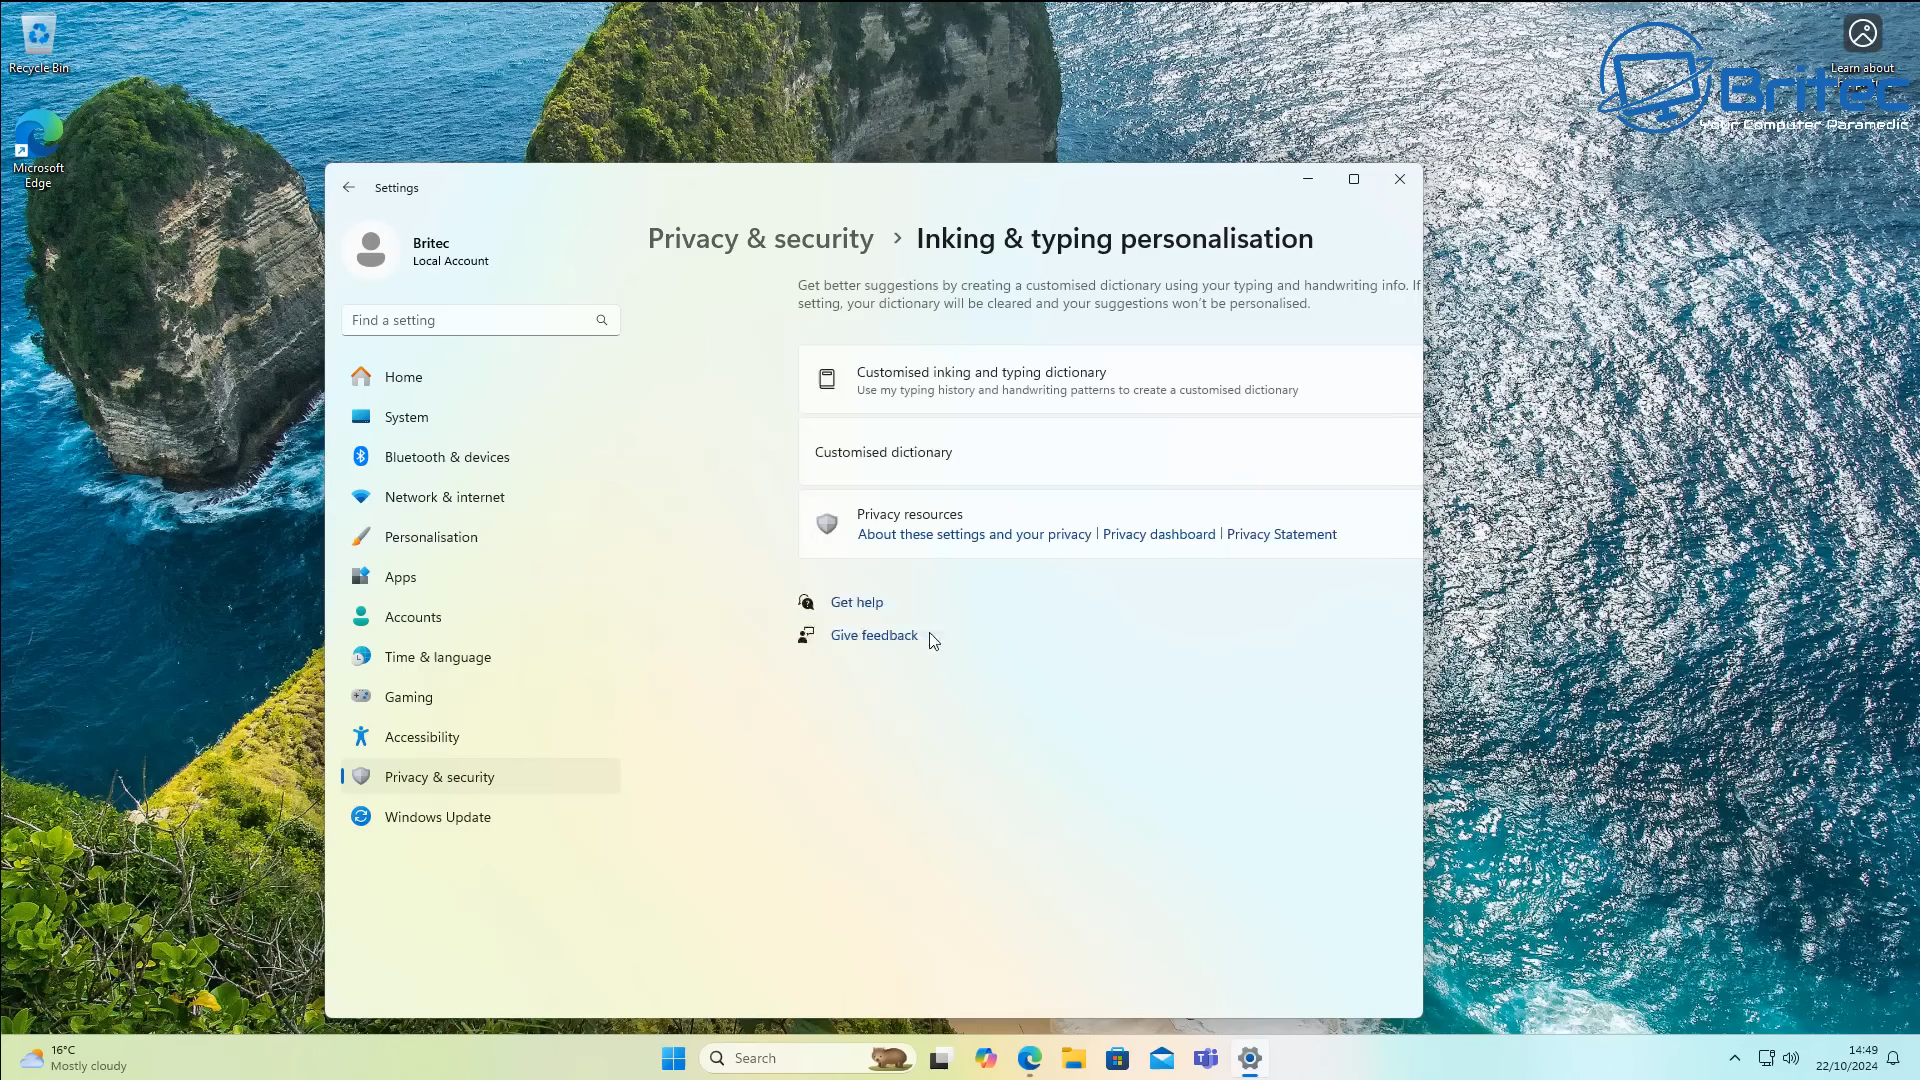 Recycle Bin
Microsoft
Edge
Learn about
Britec
Your Computer Paramedic
Settings
Britec
Local Account
Find a setting
Home
System
Bluetooth & devices
Network & internet
Personalisation
Apps
Accounts
Time & language
Gaming
Accessibility
Privacy & security
Windows Update
Privacy & security > Inking & typing personalisation
Get better suggestions by creating a customised dictionary using your typing and handwriting info. If
setting, your dictionary will be cleared and your suggestions won't be personalised.
Customised inking and typing dictionary
Use my typing history and handwriting patterns to create a customised dictionary
Customised dictionary
Privacy resources
About these settings and your privacy | Privacy dashboard | Privacy Statement
Get help
Give feedback
16°C
Mostly cloudy
Search
14:49
22/10/2024